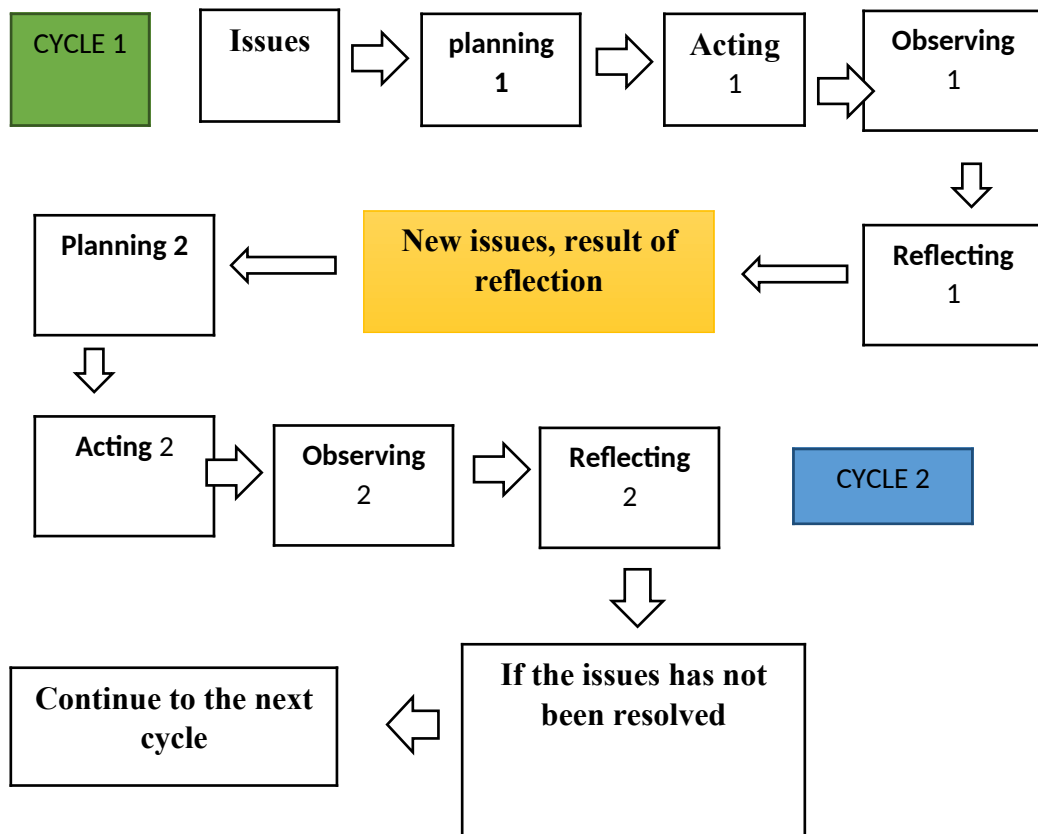 CYCLE 1
Issues
planning
1
Acting
1
Observing
1
Planning 2
New issues, result of
reflection
Reflecting
1
Acting 2
Observing
2
Reflecting
2
CYCLE 2
Continue to the next
cycle
If the issues has not
been resolved